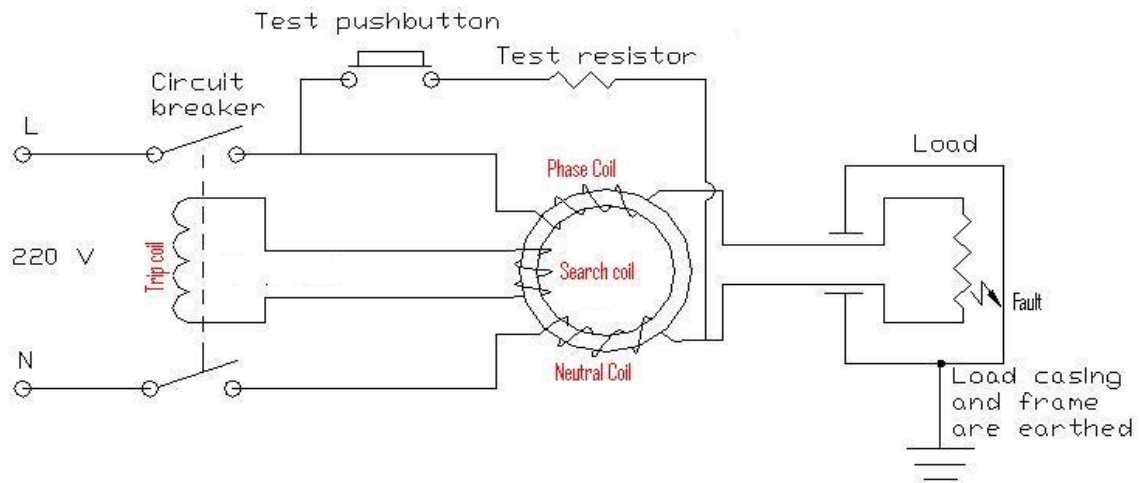 Test pushbutton
Test resistor
Circuit
breaker
L
Phase Coil
Load
220 V
Trip coil
Search coil
Fault
N
Neutral Coil
Load casing
and frame
are earthed